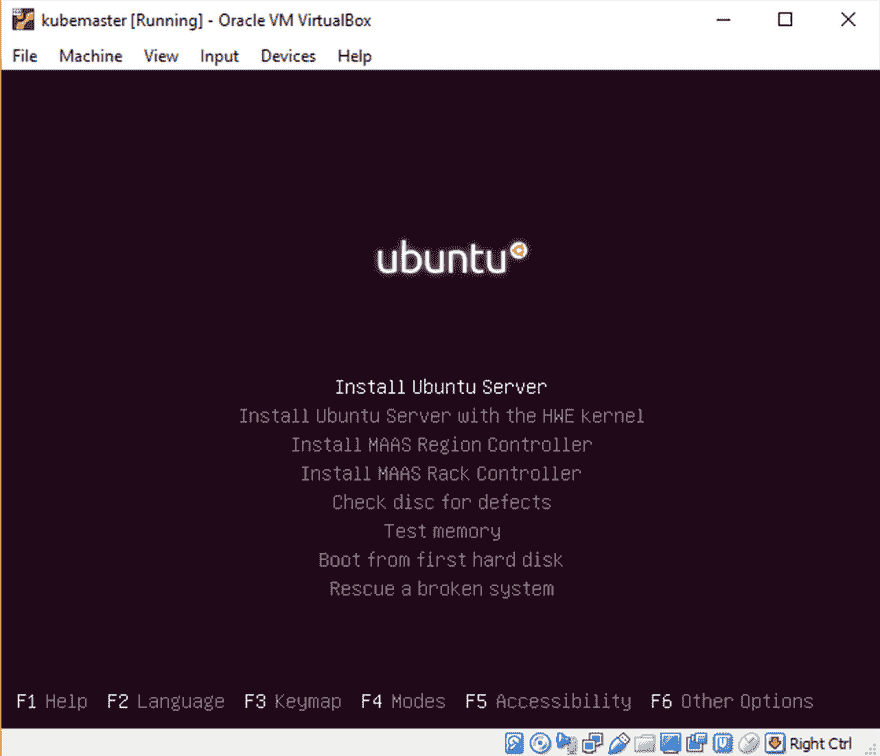 kubemaster [Running] - Oracle VM VirtualBox
File Machine View Input Devices Help
ubuntu
Install Ubuntu Server
Install Ubuntu Server with the HWE kernel
Install MAAS Region Controller
Install MAAS Rack Controller
Check disc for defects
Test memory
Boot from first hard disk
Rescue a broken system
F1 Help F2 Language F3 Keymap F4 Modes F5 Accessibility F6 Other Options
Right Ctrl